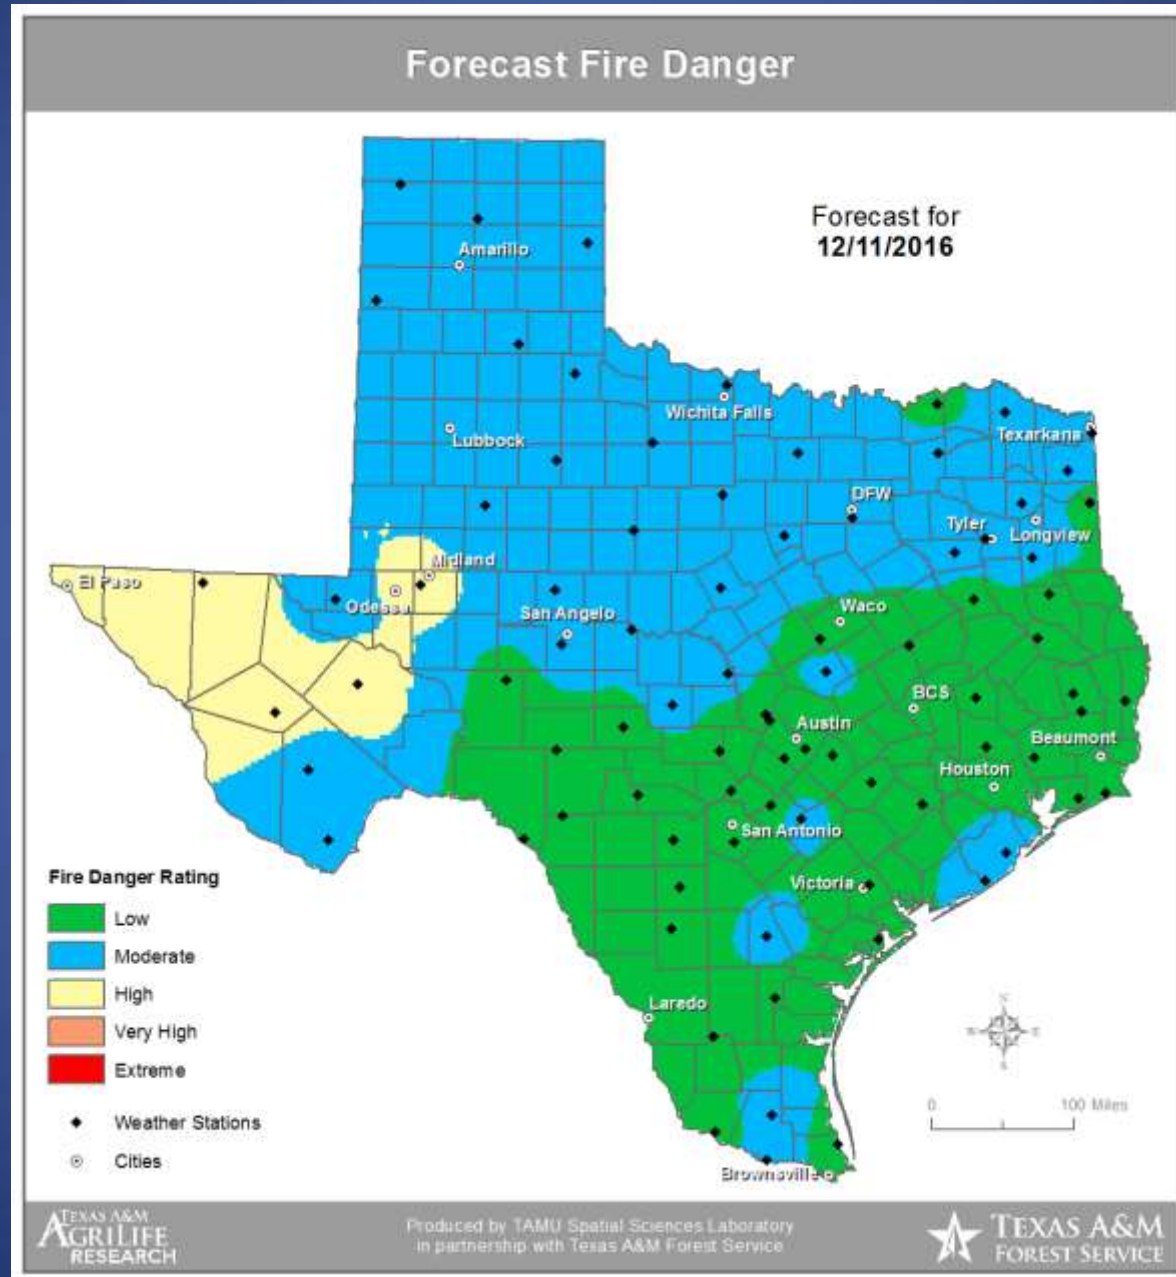 Forecast Fire Danger
Forecast for
12/11/2016
Amarillo
Wichita Falls
Lubbock
Texarkana
DFW
Tyler
Longview
Midland
El Paso
Odessa
San Angelo
Waco
BCS
Austin
Beaumont
Houston
San Antonio
Victoria
Laredo
Brownsville
Fire Danger Rating
Low
Moderate
High
Very High
Extreme
Weather Stations
Cities
N
W E
S
0 100 Miles
TEXAS A&M
AGRILIFE
RESEARCH
Produced by TAMU Spatial Sciences Laboratory
in partnership with Texas A&M Forest Service
TEXAS A&M
FOREST SERVICE